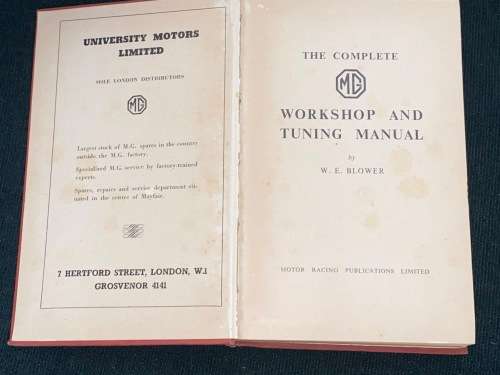 UNIVERSITY MOTORS
LIMITED
SOLE LONDON DISTRIBUTORS
MG
Largest stock of M.G. spares in the country
outside the M.G. factory.
Specialised M.G. service by factory-trained
experts.
Spares, repairs and service department sit-
uated in the centre of Mayfair.
7 HERTFORD STREET, LONDON, W.1
GROSVENOR 4141
THE COMPLETE
MG
WORKSHOP AND
TUNING MANUAL
by
W. E. BLOWER
MOTOR RACING PUBLICATIONS LIMITED